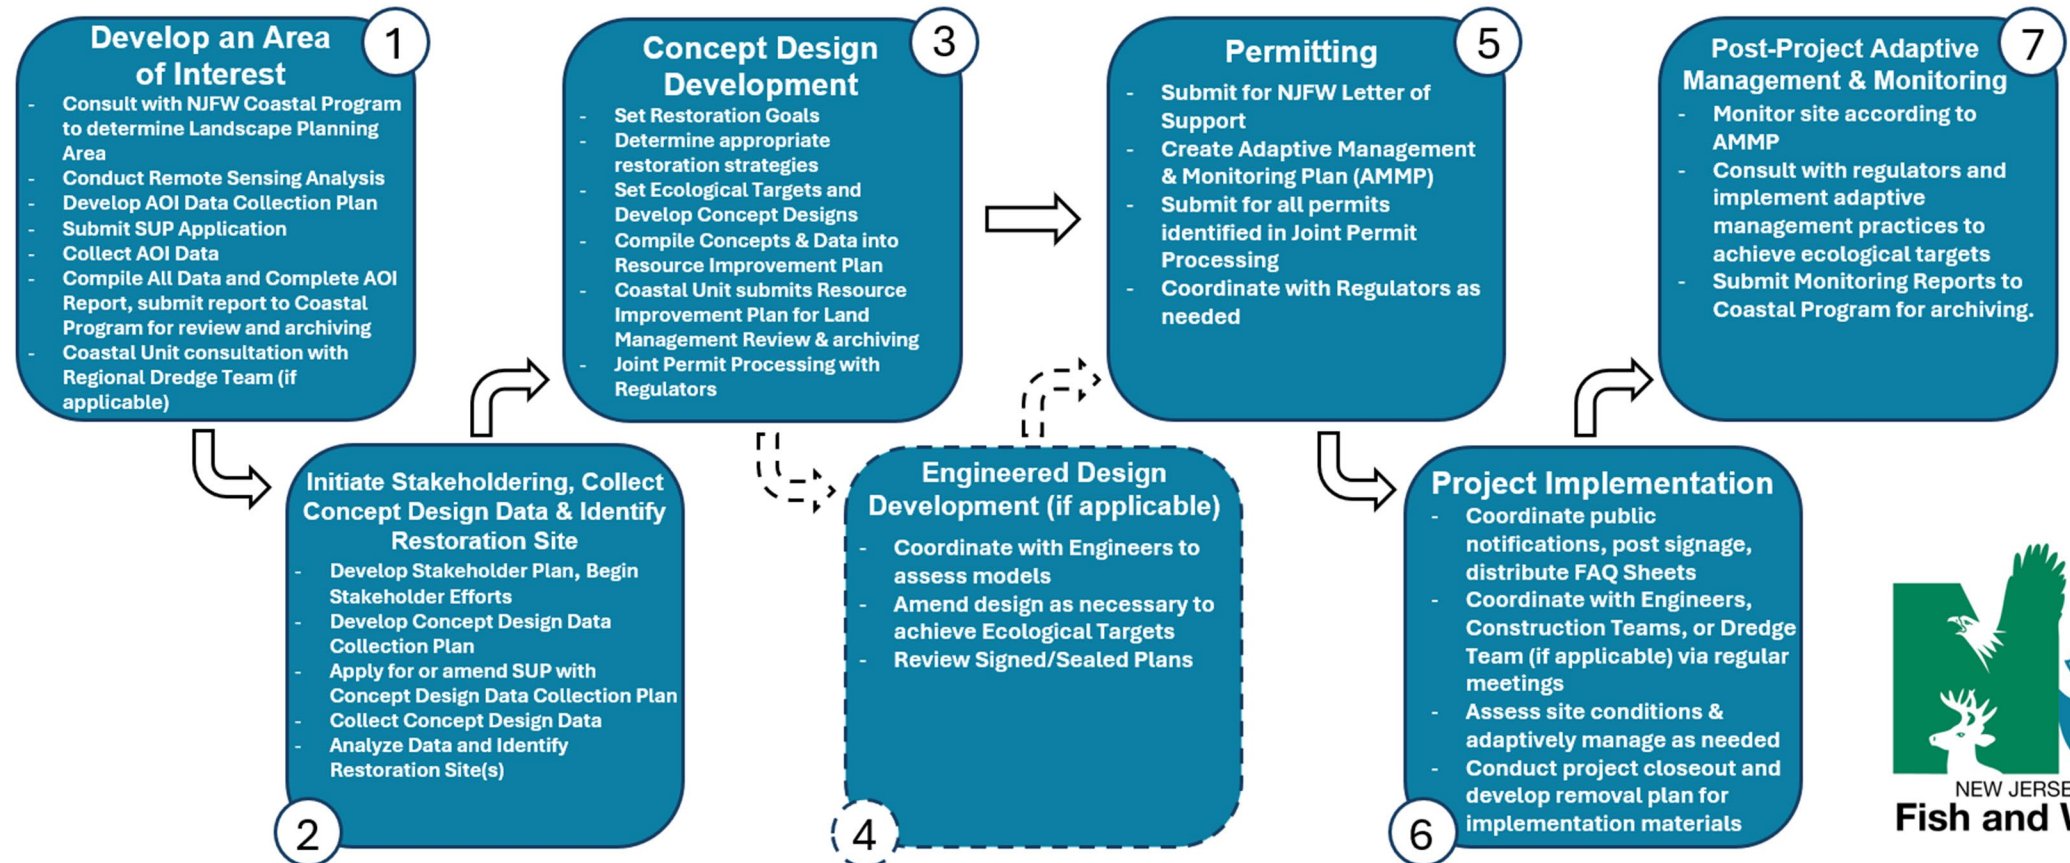 1
Develop an Area
of Interest
- Consult with NJFW Coastal Program
to determine Landscape Planning
Area
- Conduct Remote Sensing Analysis
- Develop AOI Data Collection Plan
- Submit SUP Application
- Collect AOI Data
- Compile All Data and Complete AOI
Report, submit report to Coastal
Program for review and archiving
- Coastal Unit consultation with
Regional Dredge Team (if
applicable)
2
Initiate Stakeholdering, Collect
Concept Design Data & Identify
Restoration Site
- Develop Stakeholder Plan, Begin
Stakeholder Efforts
- Develop Concept Design Data
Collection Plan
- Apply for or amend SUP with
Concept Design Data Collection Plan
- Collect Concept Design Data
- Analyze Data and Identify
Restoration Site(s)
3
Concept Design
Development
- Set Restoration Goals
- Determine appropriate
restoration strategies
- Set Ecological Targets and
Develop Concept Designs
- Compile Concepts & Data into
Resource Improvement Plan
- Coastal Unit submits Resource
Improvement Plan for Land
Management Review & archiving
- Joint Permit Processing with
Regulators
4
Engineered Design
Development (if applicable)
- Coordinate with Engineers to
assess models
- Amend design as necessary to
achieve Ecological Targets
- Review Signed/Sealed Plans
5
Permitting
- Submit for NJFW Letter of
Support
- Create Adaptive Management
& Monitoring Plan (AMMP)
- Submit for all permits
identified in Joint Permit
Processing
- Coordinate with Regulators as
needed
6
Project Implementation
- Coordinate public
notifications, post signage,
distribute FAQ Sheets
- Coordinate with Engineers,
Construction Teams, or Dredge
Team (if applicable) via regular
meetings
- Assess site conditions &
adaptively manage as needed
- Conduct project closeout and
develop removal plan for
implementation materials
7
Post-Project Adaptive
Management & Monitoring
- Monitor site according to
AMMP
- Consult with regulators and
implement adaptive
management practices to
achieve ecological targets
- Submit Monitoring Reports to
Coastal Program for archiving.
N
NEW JERSE
Fish and W